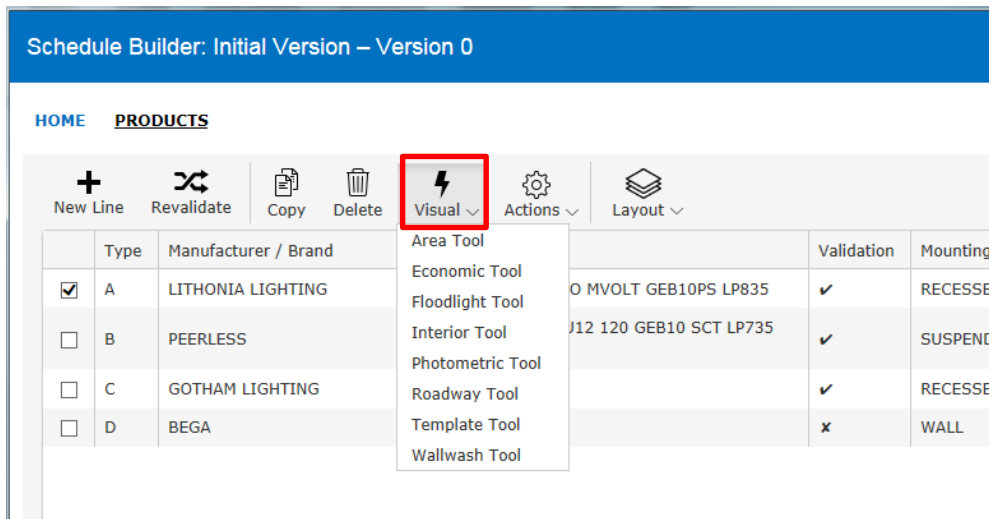 Schedule Builder: Initial Version – Version 0
HOME PRODUCTS
New Line Revalidate Copy Delete Visual Actions Layout
Area Tool
Economic Tool
Floodlight Tool
Interior Tool
Photometric Tool
Roadway Tool
Template Tool
Wallwash Tool
Type Manufacturer / Brand Validation Mounting
A LITHONIA LIGHTING O MVOLT GEB10PS LP835 ✔ RECESSE
B PEERLESS J12 120 GEB10 SCT LP735 ✔ SUSPEND
C GOTHAM LIGHTING ✔ RECESSE
D BEGA ✘ WALL